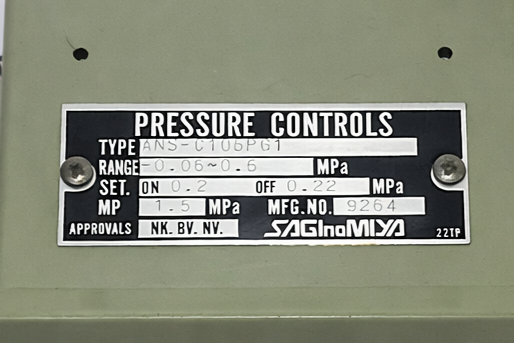 PRESSURE CONTROLS
TYPE ANS-C106PG1
RANGE -0.06~0.6 MPa
SET. ON 0.2 OFF 0.22 MPa
MP 1.5 MPa MFG.NO. 9264
APPROVALS NK. BV. NV. SAGInoMIYA 22TP